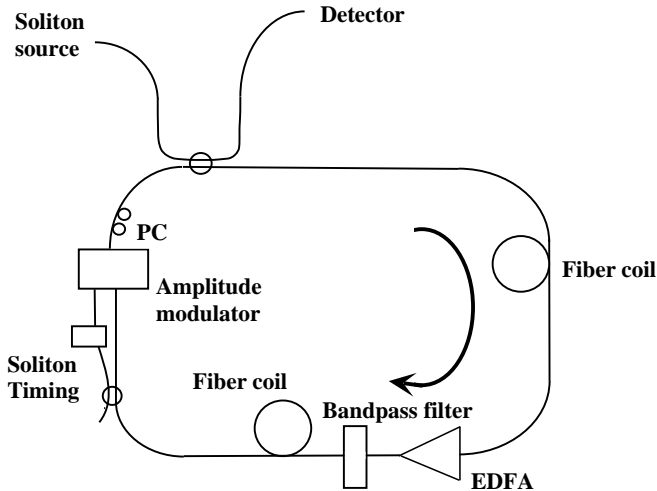 Soliton
source
Detector
PC
Amplitude
modulator
Fiber coil
Soliton
Timing
Fiber coil
Bandpass filter
EDFA